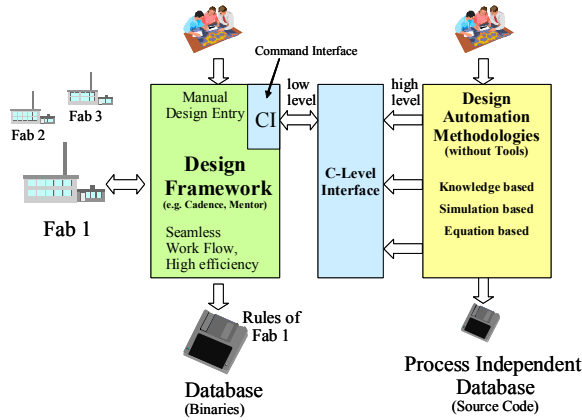 Command Interface
Fab 3
Fab 2
Fab 1
Manual
Design Entry
CI
Design
Framework
(e.g. Cadence, Mentor)
Seamless
Work Flow,
High efficiency
low
level
C-Level
Interface
high
level
Design
Automation
Methodologies
(without Tools)
Knowledge based
Simulation based
Equation based
Rules of
Fab 1
Database
(Binaries)
Process Independent
Database
(Source Code)